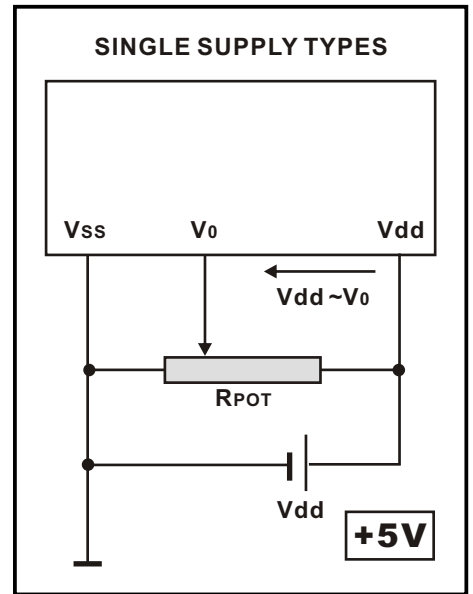 SINGLE SUPPLY TYPES
Vss V0 Vdd
Vdd ~V0
RPOT
Vdd
+5V